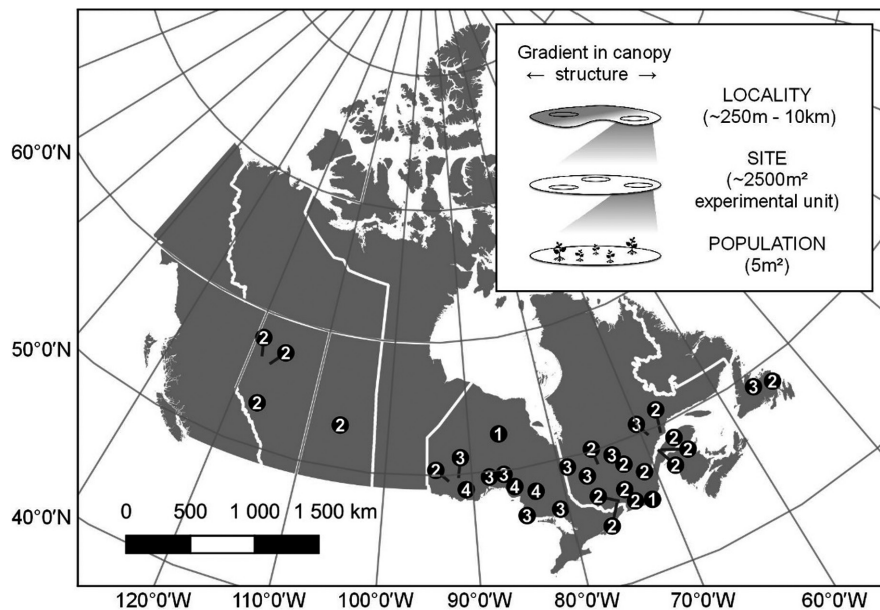 Gradient in canopy
← structure →
LOCALITY
(~250m - 10km)
SITE
(~2500m²
experimental unit)
POPULATION
(5m²)
60°0'N
50°0'N
40°0'N
2
2
2
2
1
3
2
4
3
3
4
4
3
3
3
3
2
3
2
2
2
2
2
1
2
3
2
2
2
2
3
2
0 500 1 000 1 500 km
120°0'W 110°0'W 100°0'W 90°0'W 80°0'W 70°0'W 60°0'W